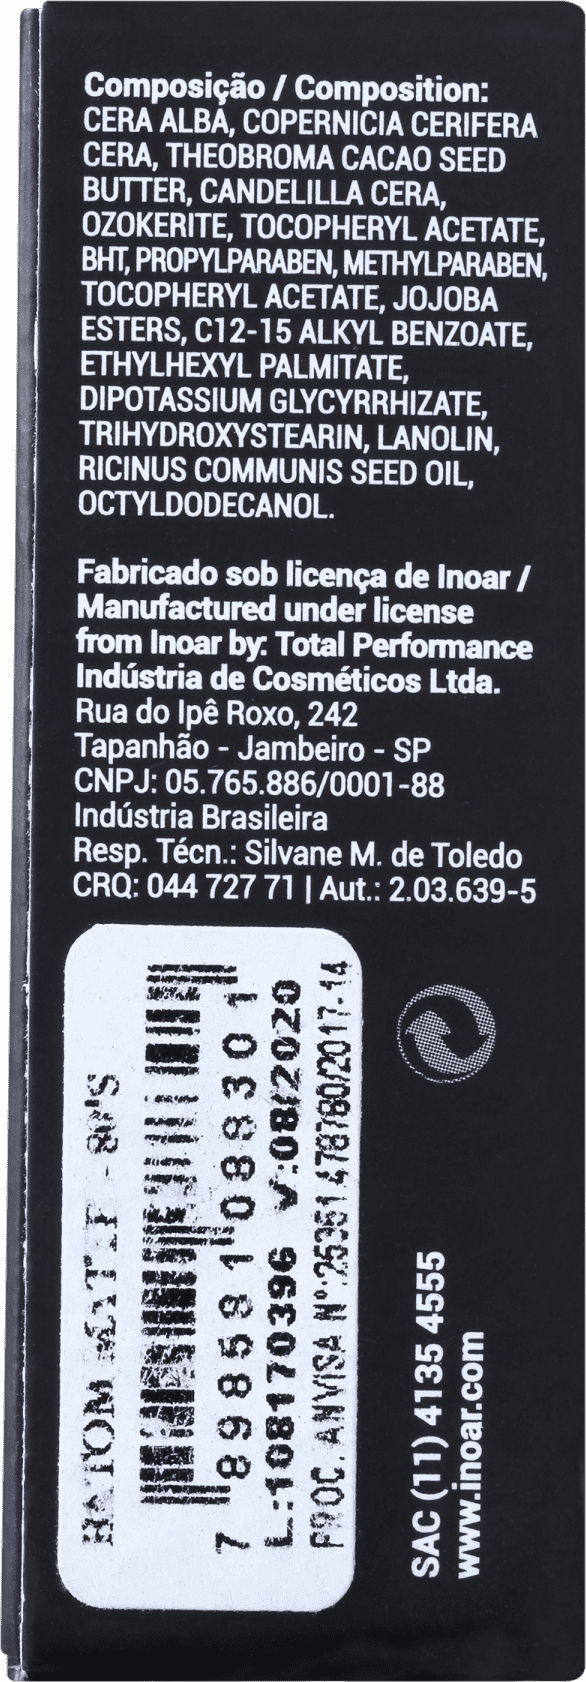 Composição / Composition:
CERA ALBA, COPERNICIA CERIFERA
CERA, THEOBROMA CACAO SEED
BUTTER, CANDELILLA CERA,
OZOKERITE, TOCOPHERYL ACETATE,
BHT, PROPYLPARABEN, METHYLPARABEN,
TOCOPHERYL ACETATE, JOJOBA
ESTERS, C12-15 ALKYL BENZOATE,
ETHYLHEXYL PALMITATE,
DIPOTASSIUM GLYCYRRHIZATE,
TRIHYDROXYSTEARIN, LANOLIN,
RICINUS COMMUNIS SEED OIL,
OCTYLDODECANOL.
Fabricado sob licença de Inoar /
Manufactured under license
from Inoar by: Total Performance
Indústria de Cosméticos Ltda.
Rua do Ipê Roxo, 242
Tapanhão - Jambeiro - SP
CNPJ: 05.765.886/0001-88
Indústria Brasileira
Resp. Técn.: Silvane M. de Toledo
CRQ: 044 727 71 | Aut.: 2.03.639-5
BATOM MATTE - 80'S
7 898581 088301
L:108170396 V:08/2020
PROC. ANVISA Nº:25351478780/2017-14
SAC (11) 4135 4555
www.inoar.com